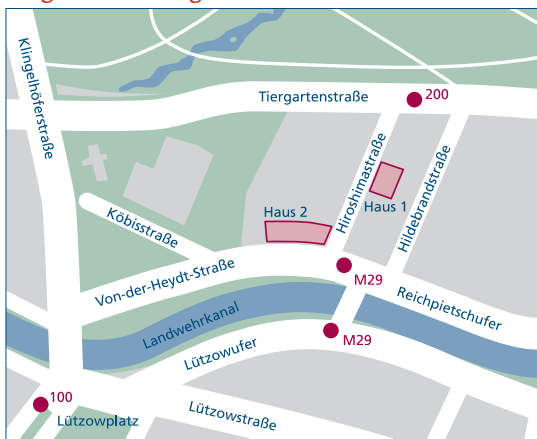 Klingelhöferstraße
Tiergartenstraße
200
Hiroshimastraße
Haus 1
Hildebrandstraße
Haus 2
Köbisstraße
Von-der-Heydt-Straße
M29
Reichpietschufer
Landwehrkanal
M29
Lützowufer
100
Lützowplatz
Lützowstraße